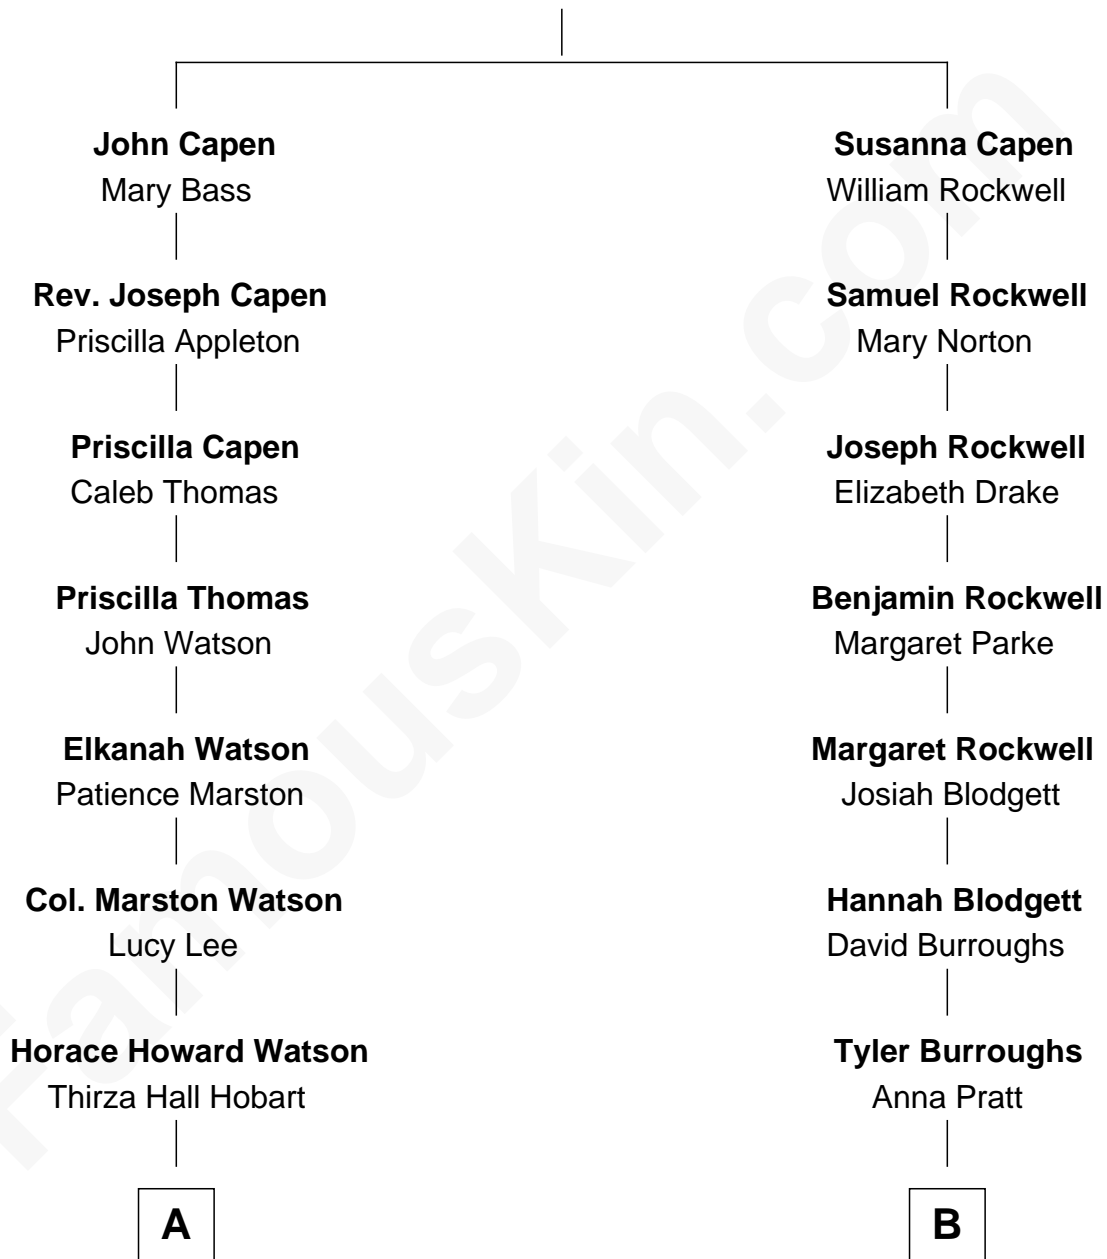 John Capen
Mary Bass
Susanna Capen
William Rockwell
Rev. Joseph Capen
Priscilla Appleton
Samuel Rockwell
Mary Norton
Priscilla Capen
Caleb Thomas
Joseph Rockwell
Elizabeth Drake
Priscilla Thomas
John Watson
Benjamin Rockwell
Margaret Parke
Elkanah Watson
Patience Marston
Margaret Rockwell
Josiah Blodgett
Col. Marston Watson
Lucy Lee
Hannah Blodgett
David Burroughs
Horace Howard Watson
Thirza Hall Hobart
Tyler Burroughs
Anna Pratt
A
B
FamousKin.com